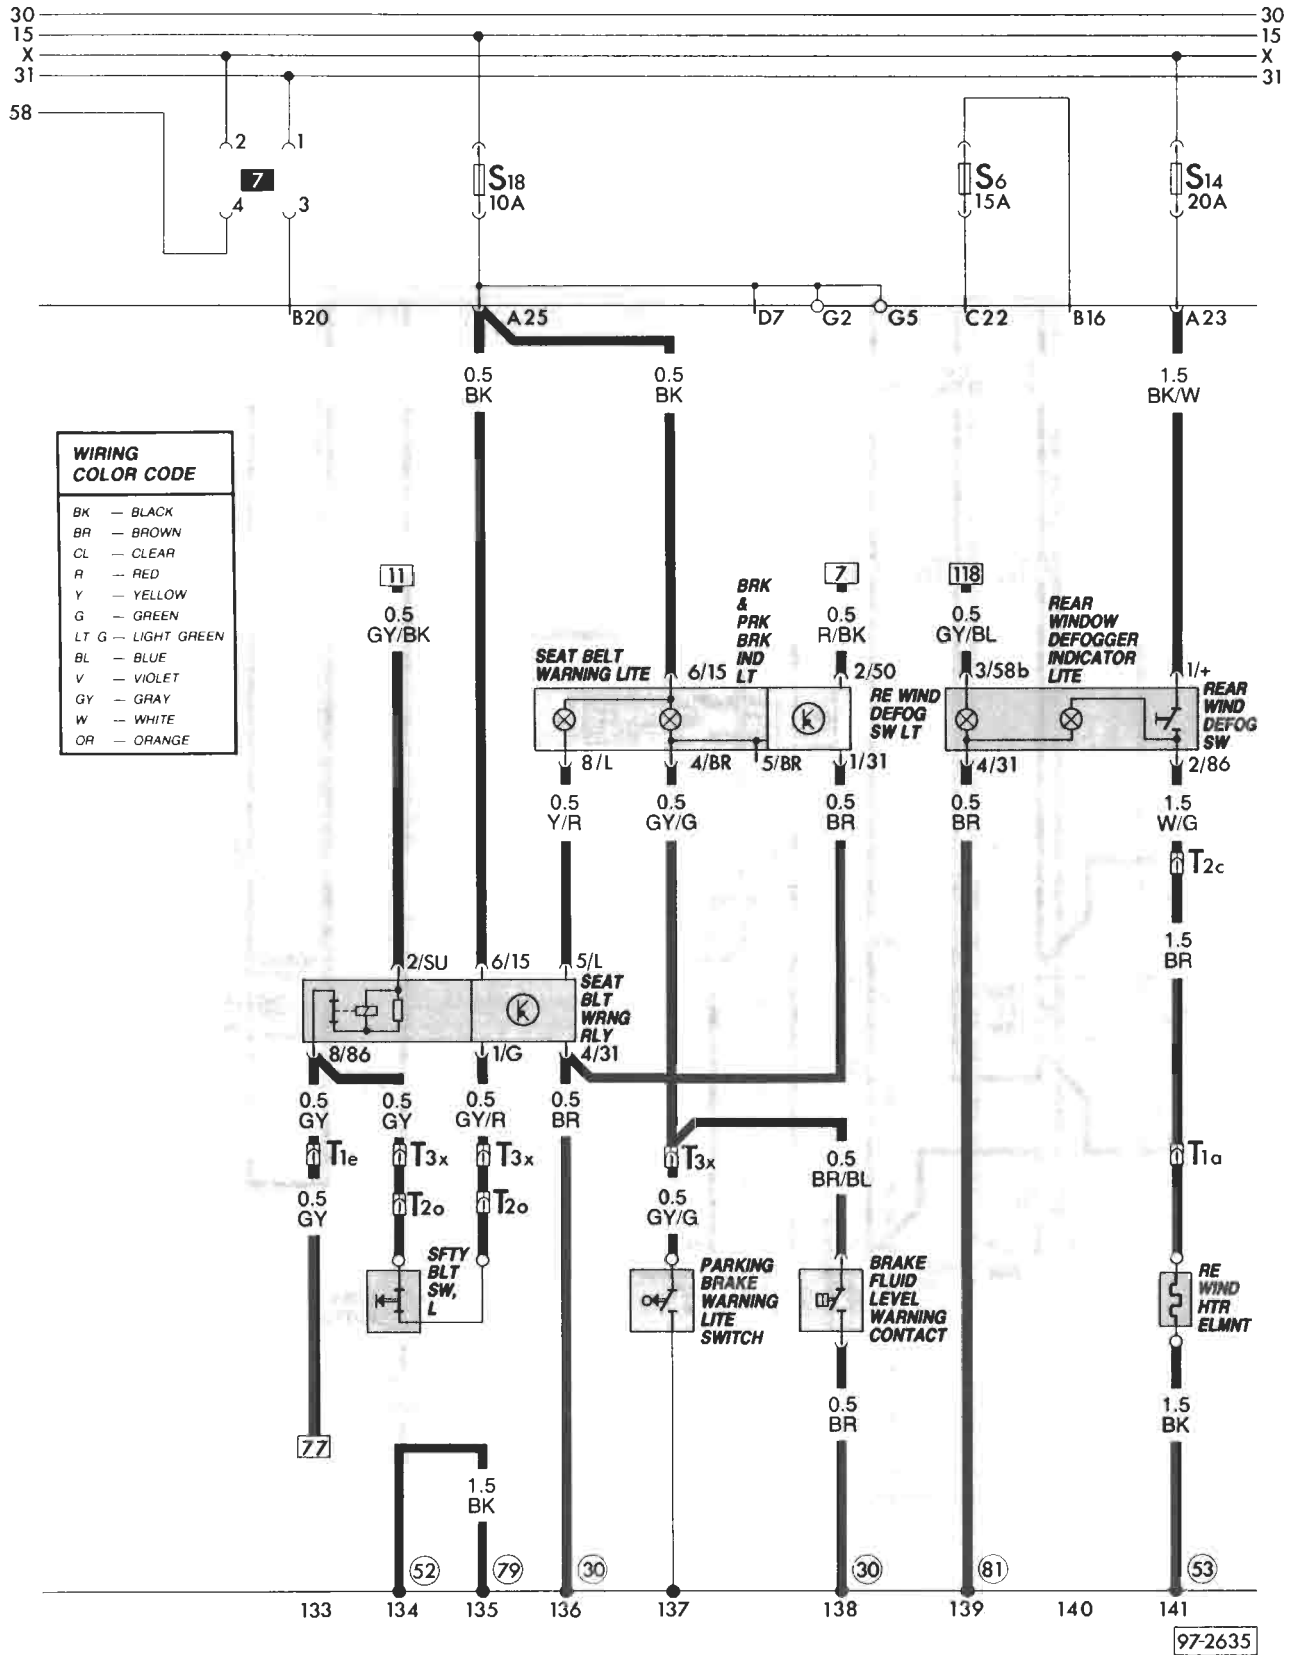 30 30
15 15
X X
31 31
58
2 1
7
4 3
S18
10A
S6
15A
S14
20A
B20
A25
D7
G2
G5
C22
B16
A23
0.5
BK
0.5
BK
1.5
BK/W
WIRING
COLOR CODE
BK — BLACK
BR — BROWN
CL — CLEAR
R — RED
Y — YELLOW
G — GREEN
LT G — LIGHT GREEN
BL — BLUE
V — VIOLET
GY — GRAY
W — WHITE
OR — ORANGE
11
0.5
GY/BK
7
0.5
R/BK
118
0.5
GY/BL
BRK
&
PRK
BRK
IND
LT
REAR
WINDOW
DEFOGGER
INDICATOR
LITE
SEAT BELT
WARNING LITE
6/15
2/50
3/58b
1/+
RE WIND
DEFOG
SW LT
REAR
WIND
DEFOG
SW
8/L
4/BR
5/BR
1/31
4/31
2/86
0.5
Y/R
0.5
GY/G
0.5
BR
0.5
BR
1.5
W/G
T2c
1.5
BR
2/SU
6/15
5/L
SEAT
BLT
WRNG
RLY
8/86
1/G
4/31
0.5
GY
0.5
GY
0.5
GY/R
0.5
BR
T1e
T3x
T3x
T3x
T1a
0.5
BR/BL
0.5
GY
T2o
T2o
0.5
GY/G
SFTY
BLT
SW,
L
PARKING
BRAKE
WARNING
LITE
SWITCH
BRAKE
FLUID
LEVEL
WARNING
CONTACT
RE
WIND
HTR
ELMNT
0.5
BR
1.5
BK
77
1.5
BK
52
79
30
30
81
53
133 134 135 136 137 138 139 140 141
97-2635